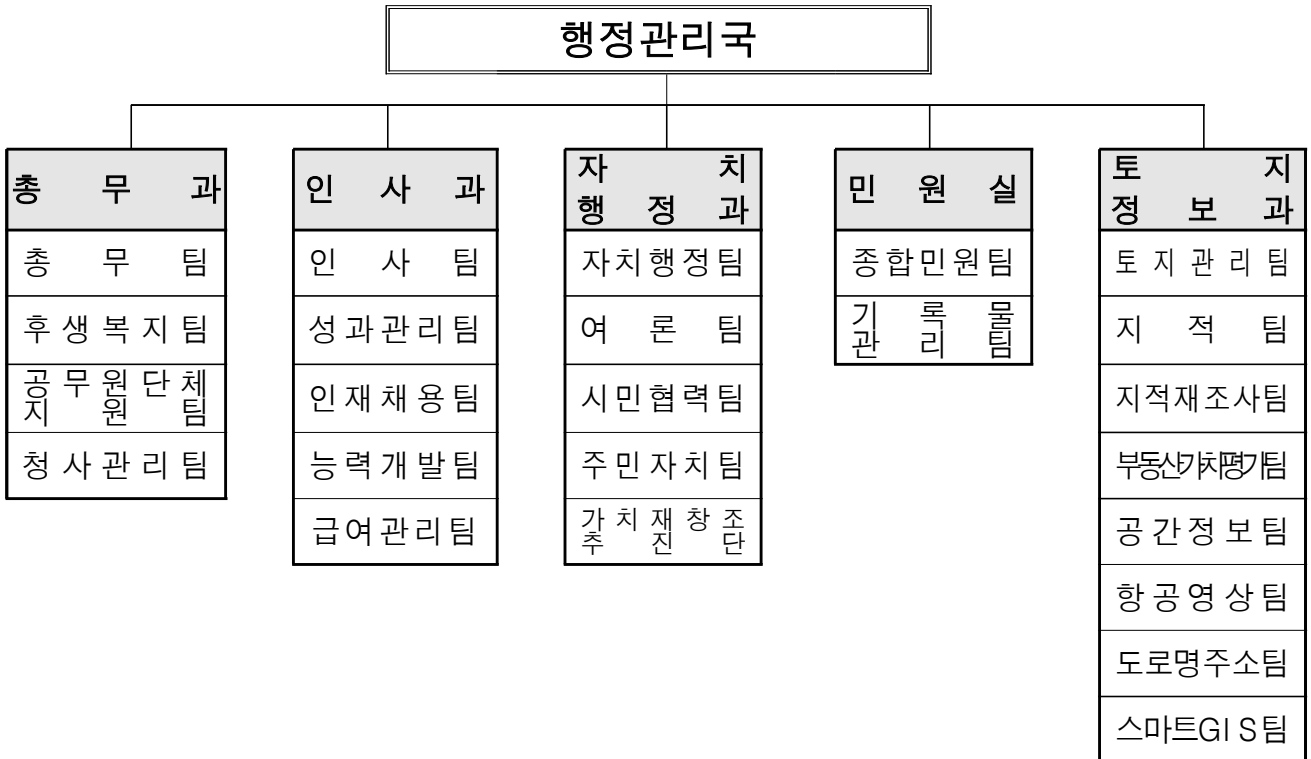 행정관리국
총 무 과
총 무 팀
후생복지팀
공무원단체
지 원 팀
청사관리팀
인 사 과
인 사 팀
성과관리팀
인재채용팀
능력개발팀
급여관리팀
자 치
행 정 과
자치행정팀
여 론 팀
시민협력팀
주민자치팀
가치재창조
추 진 단
민 원 실
종합민원팀
기 록 물
관 리 팀
토 지
정 보 과
토지관리팀
지 적 팀
지적재조사팀
부동산가치평가팀
공간정보팀
항공영상팀
도로명주소팀
스마트GIS팀